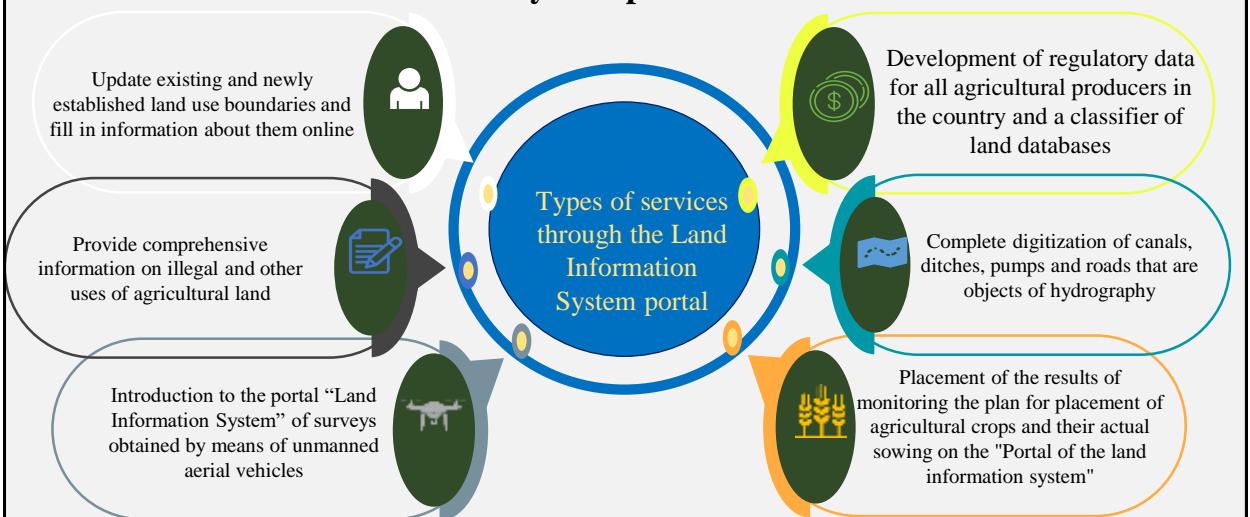 Types of services
through the Land
Information
System portal
Update existing and newly
established land use boundaries and
fill in information about them online
Provide comprehensive
information on illegal and other
uses of agricultural land
Introduction to the portal “Land
Information System” of surveys
obtained by means of unmanned
aerial vehicles
Development of regulatory data
for all agricultural producers in
the country and a classifier of
land databases
Complete digitization of canals,
ditches, pumps and roads that are
objects of hydrography
Placement of the results of
monitoring the plan for placement of
agricultural crops and their actual
sowing on the "Portal of the land
information system"